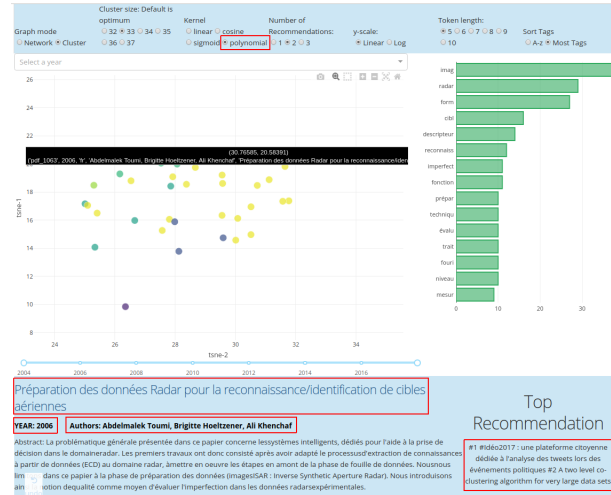 Cluster size: Default is
optimum
Kernel
Number of
Recommendations:
y-scale:
Token length:
Graph mode
32 33 34 35
linear cosine
5 6 7 8 9
Sort Tags
Network Cluster
36 37
sigmoid polynomial
1 2 3
Linear Log
10
A-z Most Tags
Select a year
26
24
22
(30.76585, 20.58391)
('pdf_1063', 2006, 'fr', 'Abdelmalek Toumi, Brigitte Hoeltzener, Ali Khenchaf', 'Préparation des données Radar pour la reconnaissance/iden
18
16
14
12
10
8
tsne-1
24 26 28 30 32 34
tsne-2
2004 2006 2008 2010 2012 2014 2016
imag
radar
form
cibl
descripteur
reconnaiss
imperfect
fonction
prépar
techniqu
évalu
trait
fouri
niveau
mesur
0 10 20 30
Préparation des données Radar pour la reconnaissance/identification de cibles
aériennes
YEAR: 2006 Authors: Abdelmalek Toumi, Brigitte Hoeltzener, Ali Khenchaf
Abstract: La problématique générale présentée dans ce papier concerne lessystèmes intelligents, dédiés pour l'aide à la prise de
décision dans le domaineradar. Les premiers travaux ont donc consisté après avoir adapté le processusd'extraction de connaissances
à partir de données (ECD) au domaine radar, àmettre en oeuvre les étapes en amont de la phase de fouille de données. Nousnous
dans ce papier à la phase de préparation des données (imagesISAR : Inverse Synthetic Aperture Radar). Nous introduisons
notion dequalité comme moyen d'évaluer l'imperfection dans les données radarsexpérimentales.
Top
Recommendation
#1 #Idéo2017 : une plateforme citoyenne
dédiée à l'analyse des tweets lors des
événements politiques #2 A two level co-
clustering algorithm for very large data sets